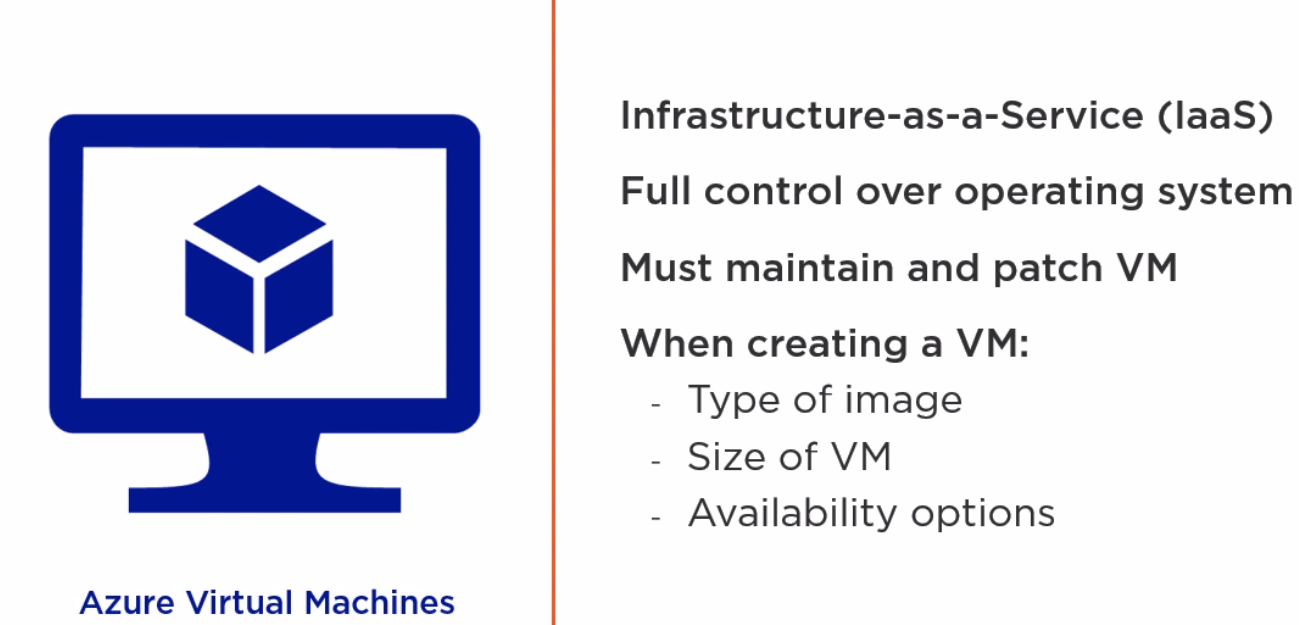 Infrastructure-as-a-Service (IaaS)
Full control over operating system
Must maintain and patch VM
When creating a VM:
- Type of image
- Size of VM
- Availability options
Azure Virtual Machines